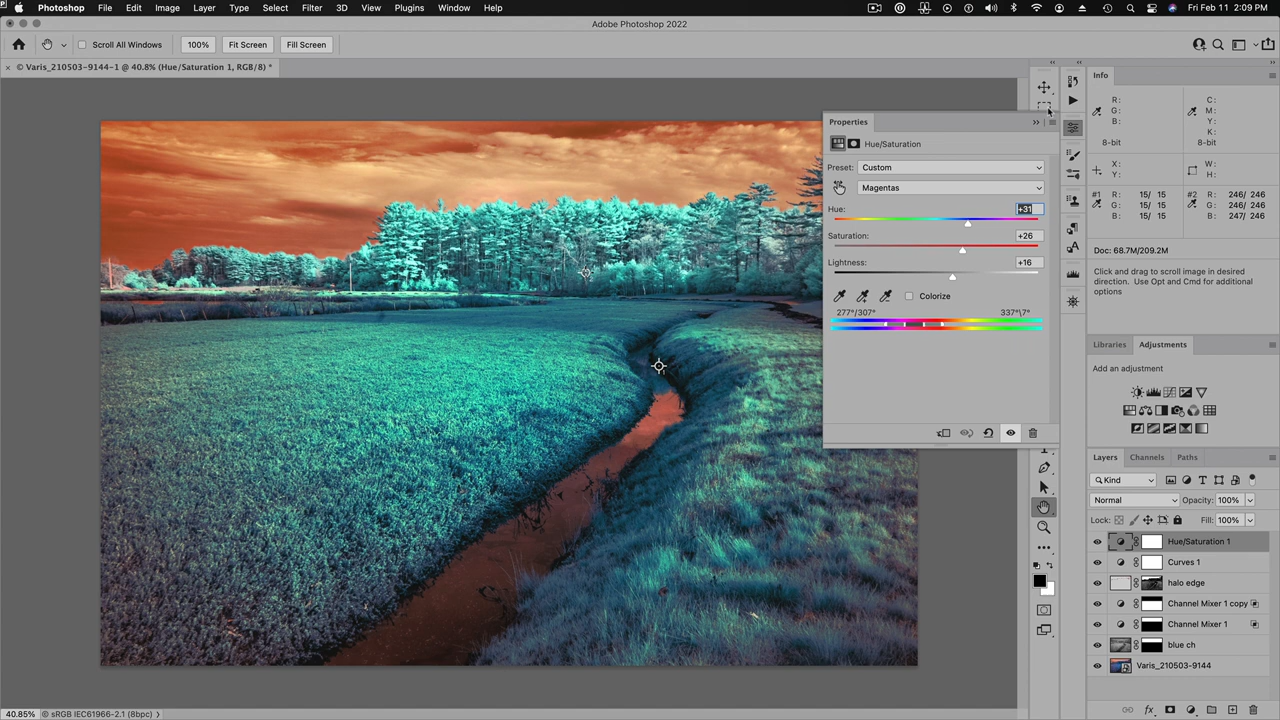 Photoshop File Edit Image Layer Type Select Filter 3D View Plugins Window Help Fri Feb 11 2:09 PM
Adobe Photoshop 2022
Scroll All Windows 100% Fit Screen Fill Screen
× © Varis_210503-9144-1 @ 40.8% (Hue/Saturation 1, RGB/8) *
Properties
Hue/Saturation
Preset: Custom
Magentas
Hue: +31
Saturation: +26
Lightness: +16
Colorize
277°/307° 337°\7°
Info
R: C:
G: M:
B: Y:
K:
8-bit 8-bit
X: W:
Y: H:
#1 R: 15/ 15 #2 R: 246/ 246
G: 15/ 15 G: 246/ 246
B: 15/ 15 B: 247/ 246
Doc: 68.7M/209.2M
Click and drag to scroll image in desired
direction. Use Opt and Cmd for additional
options
Libraries Adjustments
Add an adjustment
Layers Channels Paths
Kind
Normal Opacity: 100%
Lock: Fill: 100%
Hue/Saturation 1
Curves 1
halo edge
Channel Mixer 1 copy
Channel Mixer 1
blue ch
Varis_210503-9144
40.85% © sRGB IEC61966-2.1 (8bpc)